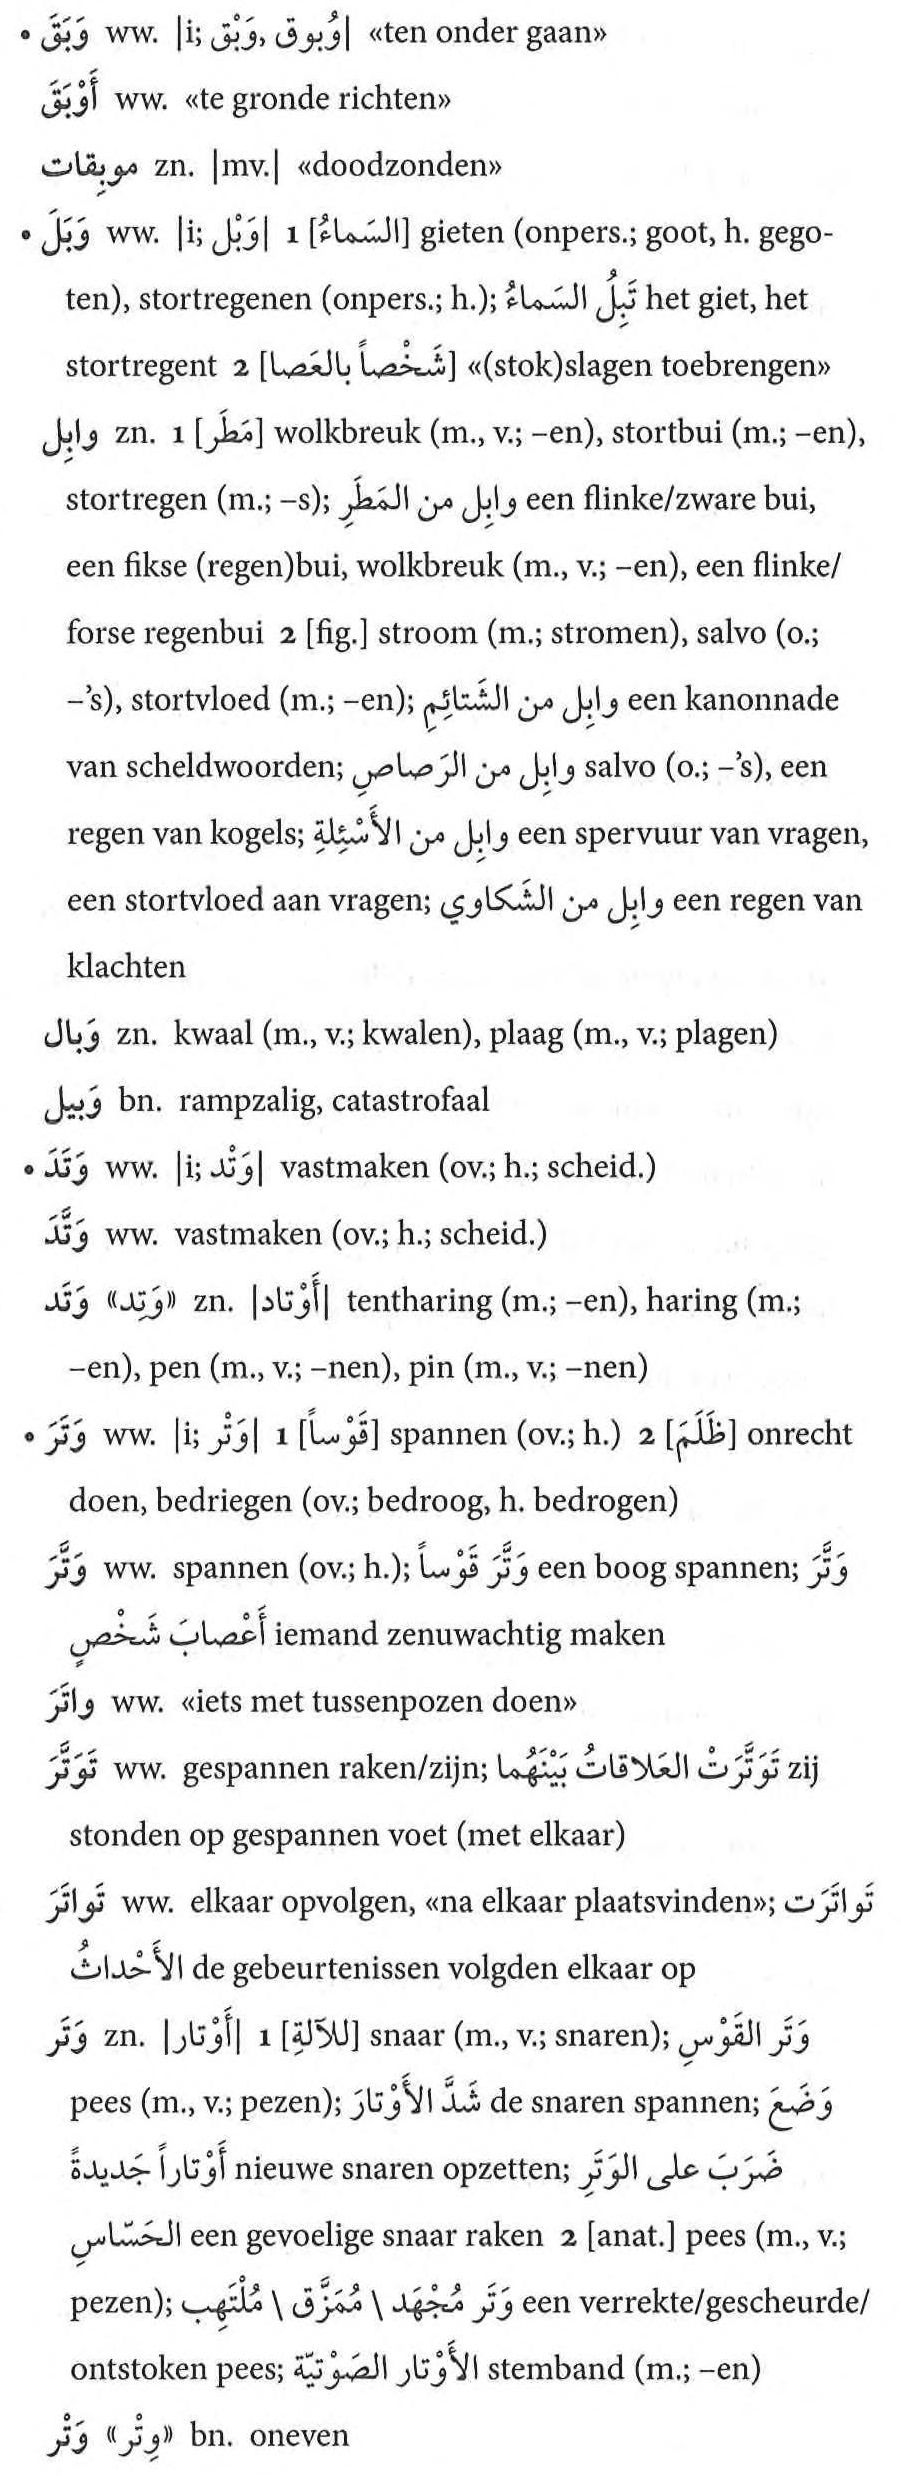 • وَبَقَ ww. |i; وَبْق, وُبوق| «ten onder gaan»
أَوْبَقَ ww. «te gronde richten»
موبِقات zn. |mv.| «doodzonden»
• وَبَلَ ww. |i; وَبْل| 1 [السَماءُ] gieten (onpers.; goot, h. gego-
ten), stortregenen (onpers.; h.); تَبِلُ السَماءُ het giet, het
stortregent 2 [شَخْصاً بالعَصا] «(stok)slagen toebrengen»
وابِل zn. 1 [مَطَر] wolkbreuk (m., v.; –en), stortbui (m.; –en),
stortregen (m.; –s); وابِل من المَطَرِ een flinke/zware bui,
een fikse (regen)bui, wolkbreuk (m., v.; –en), een flinke/
forse regenbui 2 [fig.] stroom (m.; stromen), salvo (o.;
–’s), stortvloed (m.; –en); وابِل من الشَتائِمِ een kanonnade
van scheldwoorden; وابِل من الرَصاصِ salvo (o.; –’s), een
regen van kogels; وابِل من الأَسْئِلةِ een spervuur van vragen,
een stortvloed aan vragen; وابِل من الشَكاوي een regen van
klachten
وَبال zn. kwaal (m., v.; kwalen), plaag (m., v.; plagen)
وَبيل bn. rampzalig, catastrofaal
• وَتَدَ ww. |i; وَتْد| vastmaken (ov.; h.; scheid.)
وَتَّدَ ww. vastmaken (ov.; h.; scheid.)
وَتَد «وَتِد» zn. |أَوْتاد| tentharing (m.; –en), haring (m.;
–en), pen (m., v.; –nen), pin (m., v.; –nen)
• وَتَرَ ww. |i; وَتْر| 1 [قَوْساً] spannen (ov.; h.) 2 [ظَلَمَ] onrecht
doen, bedriegen (ov.; bedroog, h. bedrogen)
وَتَّرَ ww. spannen (ov.; h.); وَتَّرَ قَوْساً een boog spannen; وَتَّرَ
أَعْصابَ شَخْصٍ iemand zenuwachtig maken
واتَرَ ww. «iets met tussenpozen doen»
تَوَتَّرَ ww. gespannen raken/zijn; تَوَتَّرَتْ العَلاقاتُ بَيْنَهُما zij
stonden op gespannen voet (met elkaar)
تَواتَرَ ww. elkaar opvolgen, «na elkaar plaatsvinden»; تَواتَرَت
الأَحْداثُ de gebeurtenissen volgden elkaar op
وَتَر zn. |أَوْتار| 1 [للآلةِ] snaar (m., v.; snaren); وَتَر القَوْسِ
pees (m., v.; pezen); شَدَّ الأَوْتارَ de snaren spannen; وَضَعَ
أَوْتاراً جَديدةً nieuwe snaren opzetten; ضَرَبَ على الوَتَرِ
الحَسّاسِ een gevoelige snaar raken 2 [anat.] pees (m., v.;
pezen); وَتَر مُجْهَد \ مُمَزَّق \ مُلْتَهِب een verrekte/gescheurde/
ontstoken pees; الأَوْتار الصَوْتيّة stemband (m.; –en)
وَتْر «وِتْر» bn. oneven